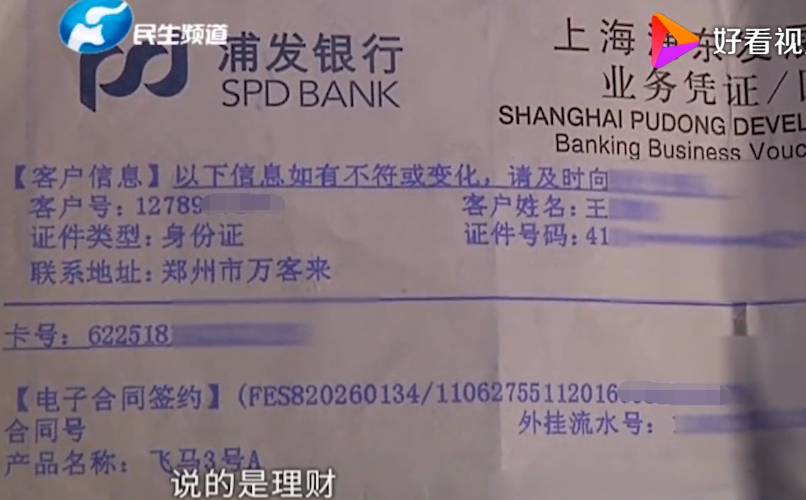 民生频道
好看视
浦发银行
SPD BANK
上海浦东发
业务凭证/
SHANGHAI PUDONG DEVEL
Banking Business Vouc
【客户信息】以下信息如有不符或变化，请及时向
客户号：12789
客户姓名：王
证件类型：身份证
证件号码：41
联系地址：郑州市万客来
卡号：622518
【电子合同签约】(FES820260134/11062755112016
合同号
外挂流水号：
产品名称：飞马3号A
说的是理财